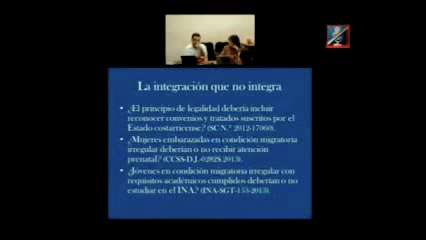 La integración que no integra
• ¿El principio de legalidad debería incluir
reconocer convenios y tratados suscritos por el
Estado costarricense? (SC N.° 2012-17060).
• ¿Mujeres embarazadas en condición migratoria
irregular deberían o no recibir atención
prenatal? (CCSS-DJ-0282S.2013).
• ¿Jóvenes en condición migratoria irregular con
requisitos académicos cumplidos deberían o no
estudiar en el INA? (INA-SGT-153-2013).